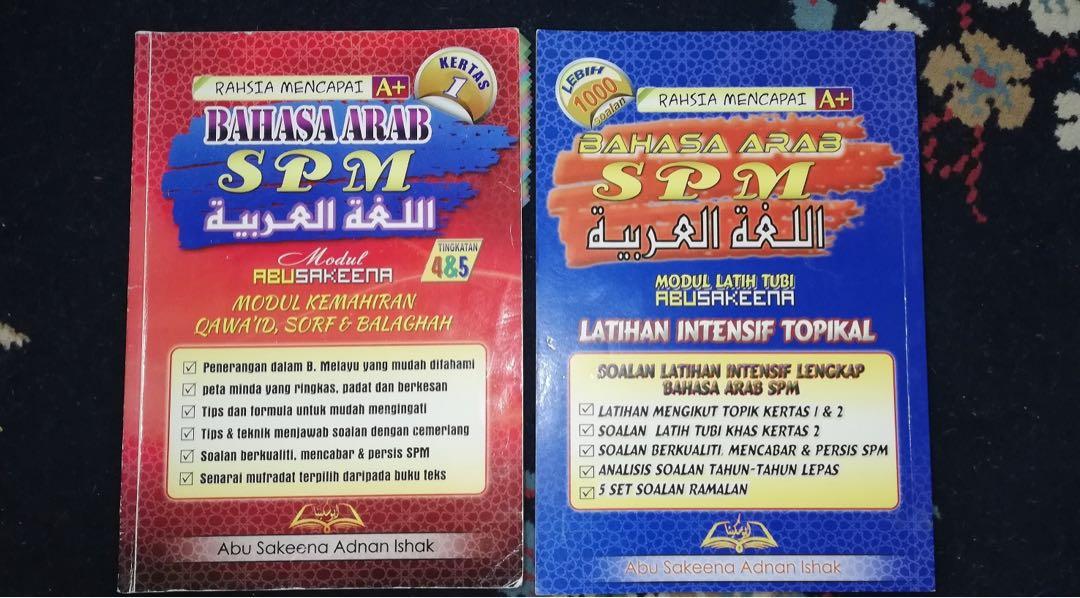 RAHSIA MENCAPAI A+
KERTAS
1
BAHASA ARAB
SPM
اللغة العربية
Modul
ABUSAKEENA
TINGKATAN
4&5
MODUL KEMAHIRAN
QAWA'ID, SORF & BALAGHAH
Penerangan dalam B. Melayu yang mudah difahami
peta minda yang ringkas, padat dan berkesan
Tips dan formula untuk mudah mengingati
Tips & teknik menjawab soalan dengan cemerlang
Soalan berkualiti, mencabar & persis SPM
Senarai mufradat terpilih daripada buku teks
Abu Sakeena Adnan Ishak
LEBIH
1000
soalan
RAHSIA MENCAPAI A+
BAHASA ARAB
SPM
اللغة العربية
MODUL LATIH TUBI
ABUSAKEENA
LATIHAN INTENSIF TOPIKAL
SOALAN LATIHAN INTENSIF LENGKAP
BAHASA ARAB SPM
LATIHAN MENGIKUT TOPIK KERTAS 1 & 2
SOALAN LATIH TUBI KHAS KERTAS 2
SOALAN BERKUALITI, MENCABAR & PERSIS SPM
ANALISIS SOALAN TAHUN-TAHUN LEPAS
5 SET SOALAN RAMALAN
Abu Sakeena Adnan Ishak